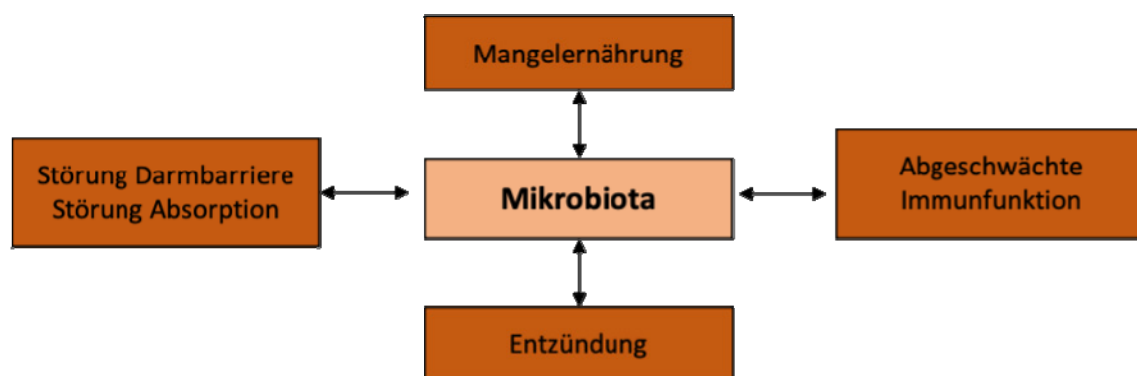 Mangelernährung
Störung Darmbarriere
Störung Absorption
Mikrobiota
Abgeschwächte
Immunfunktion
Entzündung